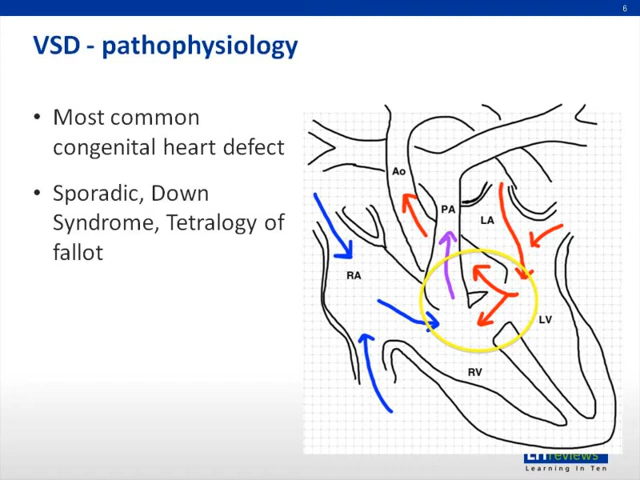 6
VSD - pathophysiology
• Most common
congenital heart defect
• Sporadic, Down
Syndrome, Tetralogy of
fallot
Ao
PA
LA
RA
LV
RV
reviews
Learning In Ten